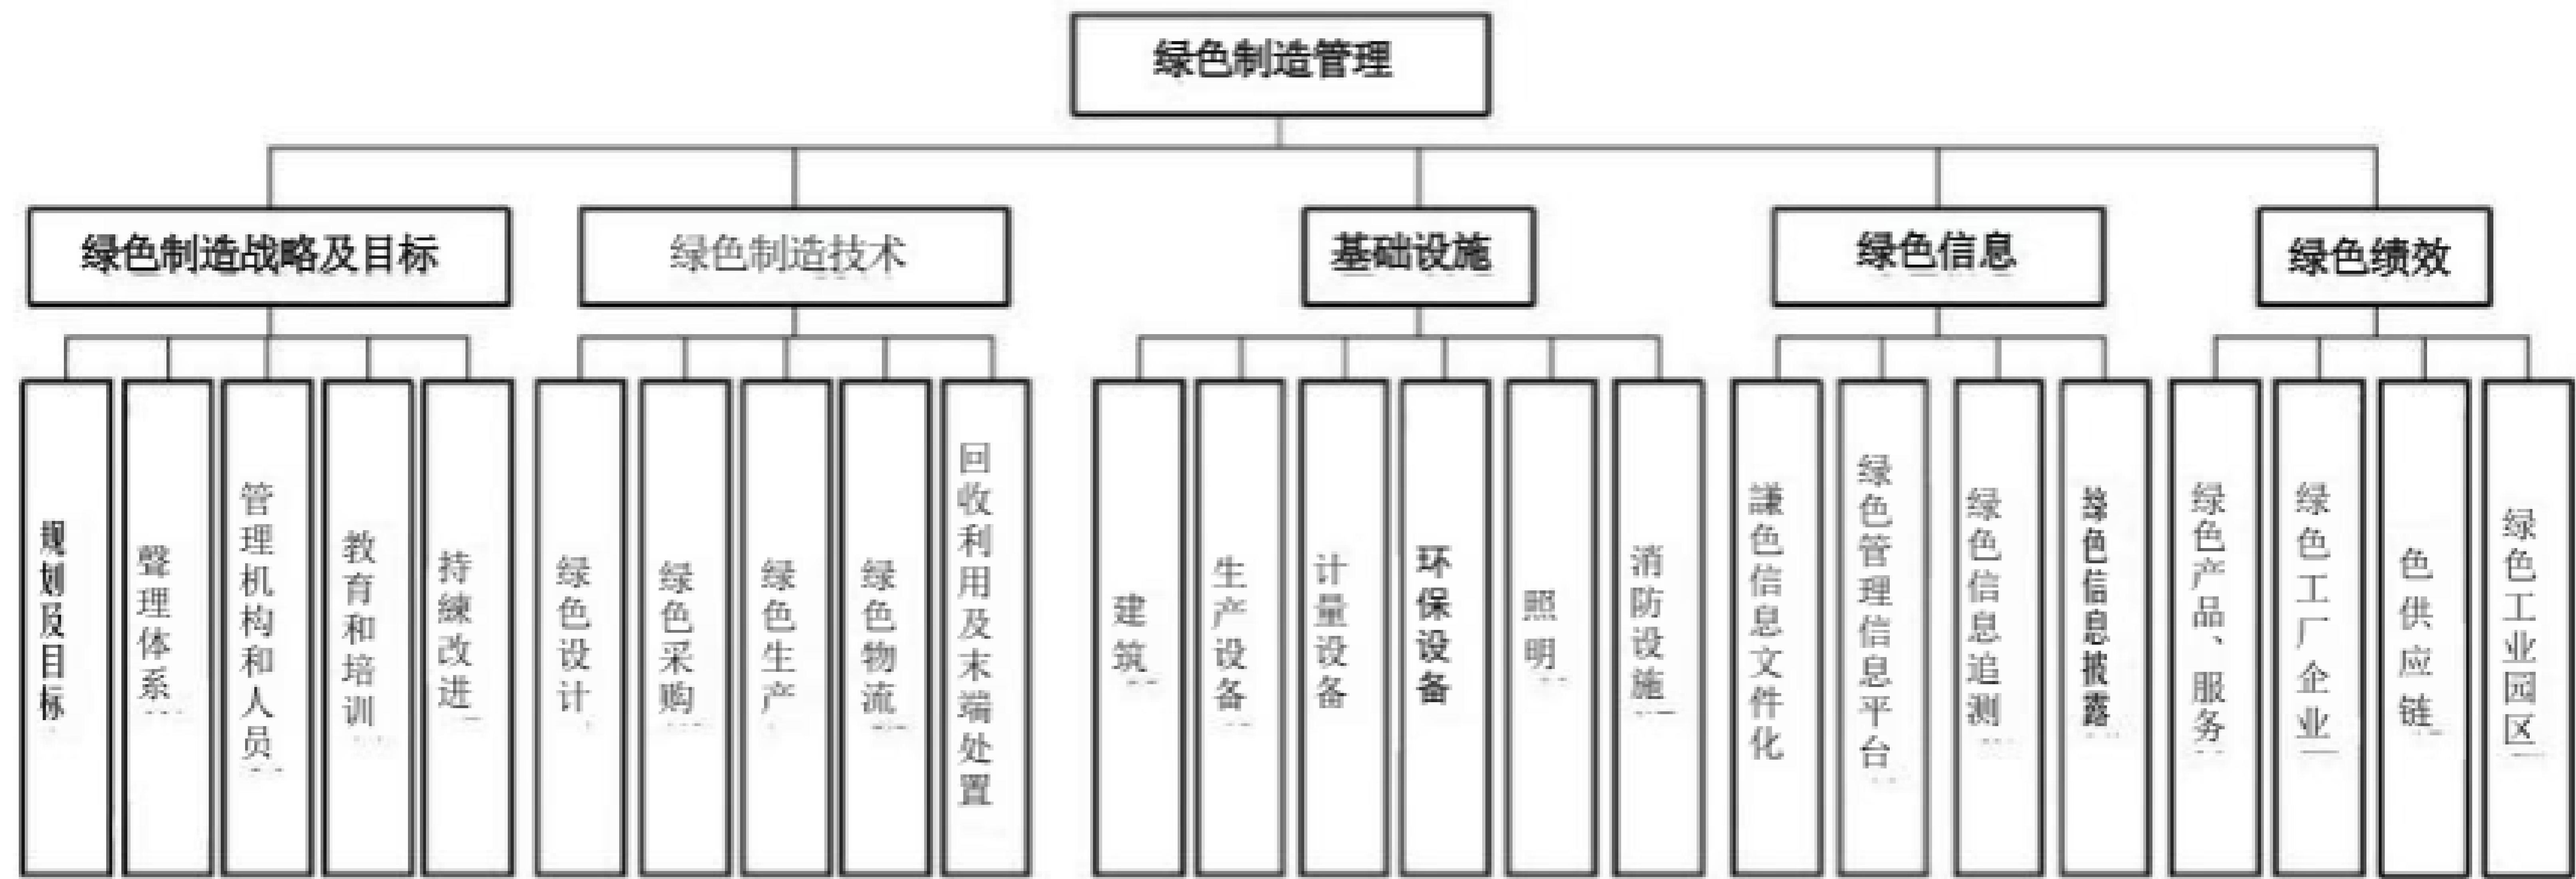 绿色制造管理
绿色制造战略及目标
绿色制造技术
基础设施
绿色信息
绿色绩效
规划及目标
聲理体系
管理机构和人员
教育和培训
持練改进
绿色设计
绿色采购
绿色生产
绿色物流
回收利用及末端处置
建筑
生产设备
计量设备
环保设备
照明
消防设施
謙色信息文件化
绿色管理信息平台
绿色信息追测
绿色信息披露
绿色产品、服务
绿色工厂企业
色供应链
绿色工业园区